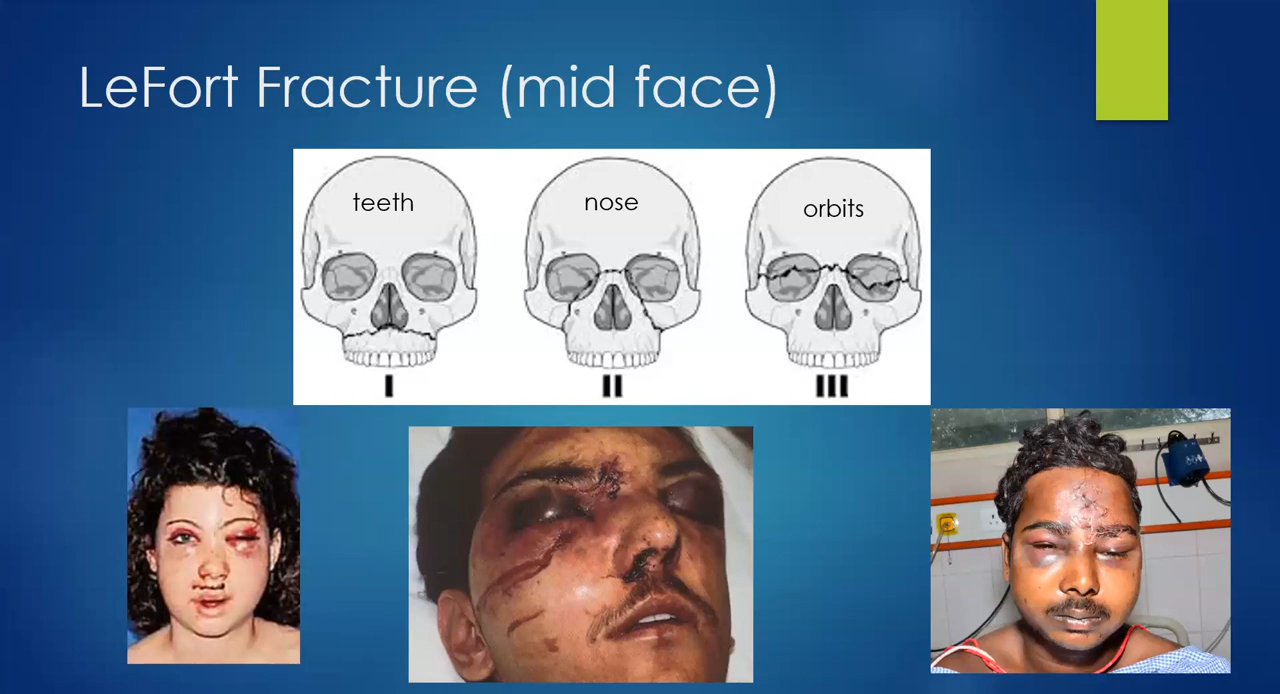 LeFort Fracture (mid face)
teeth
nose
orbits
I
II
III